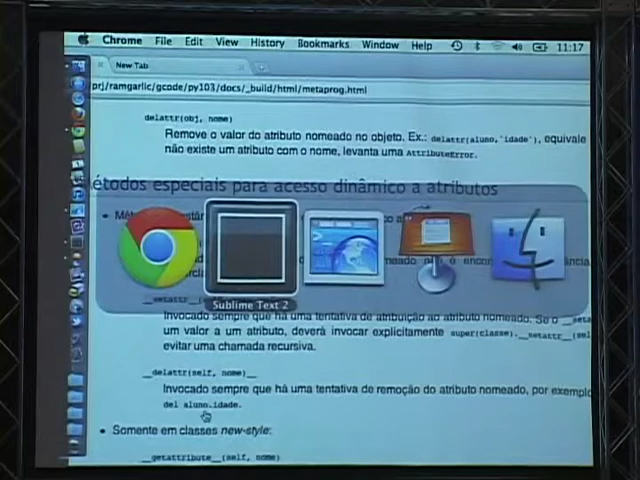 Chrome File Edit View History Bookmarks Window Help 11:17
New Tab
prj/ramgarlic/gcode/py103/docs/_build/html/metaprog.html
delattr(obj, nome)
Remove o valor do atributo nomeado no objeto. Ex.: delattr(aluno,'idade'), equivale
não existe um atributo com o nome, levanta uma AttributeError.
étodos especiais para acesso dinâmico a atributos
Sublime Text 2
Invocado sempre que há uma tentativa de atribuição ao atributo nomeado. Se o
um valor a um atributo, deverá invocar explicitamente super(classe).__setattr__(sel
evitar uma chamada recursiva.
__delattr(self, nome)__
Invocado sempre que há uma tentativa de remoção do atributo nomeado, por exemplo
del aluno.idade.
Somente em classes new-style:
__getattribute__(self, nome)